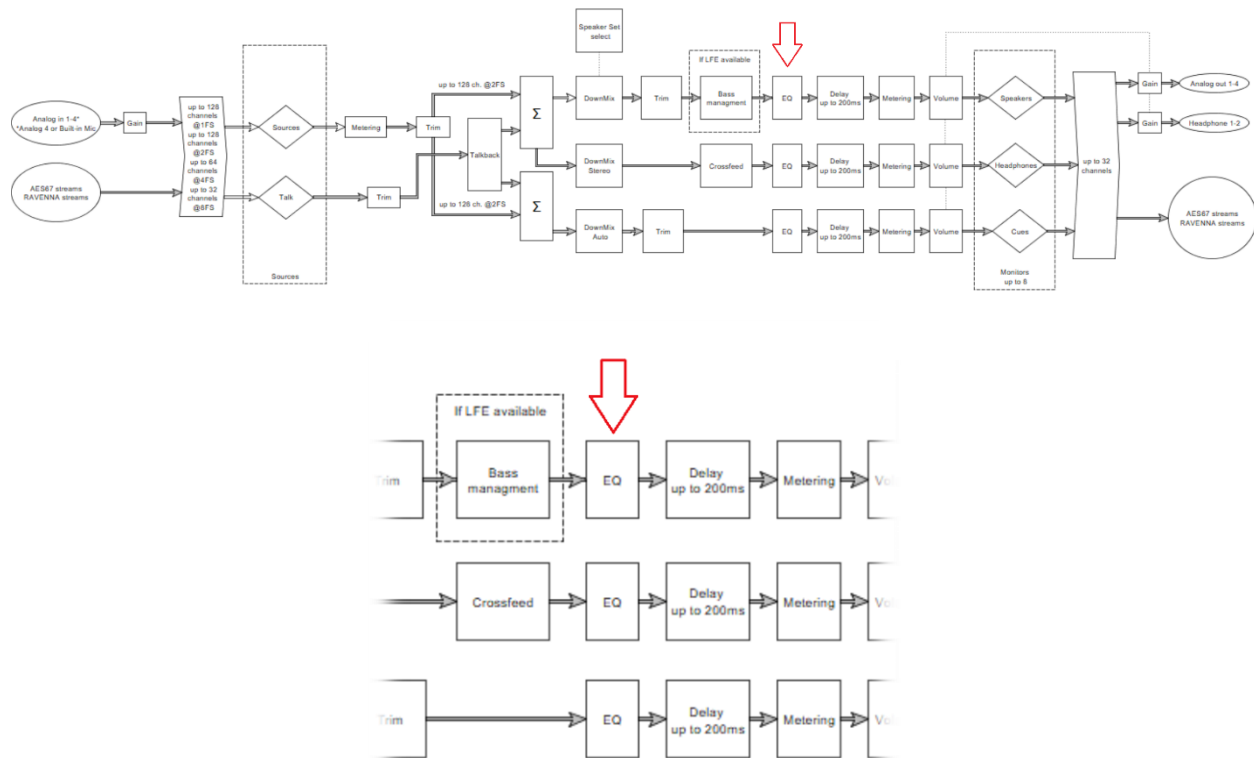 Speaker Set
select
Analog in 1-4*
*Analog 4 or Built-in Mic
AES67 streams
RAVENNA streams
Gain
up to 128
channels
@1FS
up to 128
channels
@2FS
up to 64
channels
@4FS
up to 32
channels
@8FS
Sources
Talk
Sources
Metering
Trim
Trim
up to 128 ch. @2FS
Talkback
up to 128 ch. @2FS
Σ
Σ
DownMix
Trim
If LFE available
Bass
managment
EQ
Delay
up to 200ms
Metering
Volume
Speakers
DownMix
Stereo
Crossfeed
EQ
Delay
up to 200ms
Metering
Volume
Headphones
DownMix
Auto
Trim
EQ
Delay
up to 200ms
Metering
Volume
Cues
Monitors
up to 6
up to 32
channels
Gain
Analog out 1-4
Gain
Headphone 1-2
AES67 streams
RAVENNA streams
If LFE available
Trim
Bass
managment
EQ
Delay
up to 200ms
Metering
Crossfeed
EQ
Delay
up to 200ms
Metering
Trim
EQ
Delay
up to 200ms
Metering